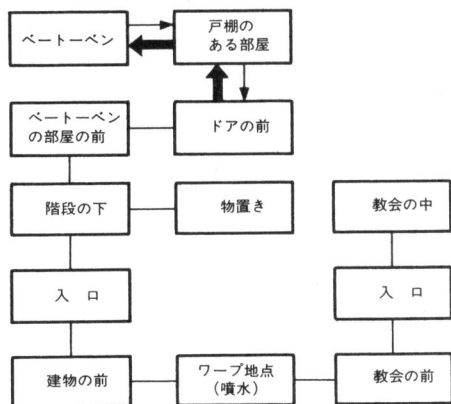 ベートーベン
戸棚の
ある部屋
ベートーベン
の部屋の前
ドアの前
階段の下
物置き
教会の中
入口
入口
建物の前
ワープ地点
(噴水)
教会の前